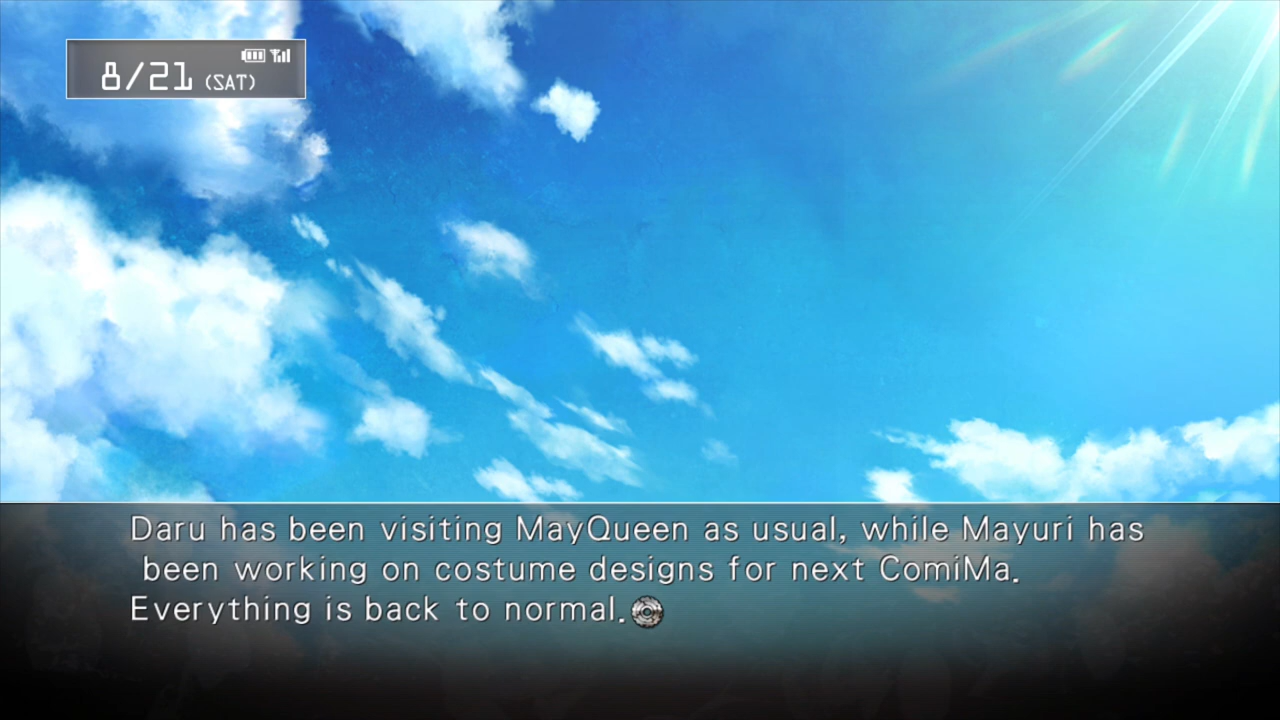 8/21 (SAT)
Daru has been visiting MayQueen as usual, while Mayuri has
been working on costume designs for next ComiMa.
Everything is back to normal.